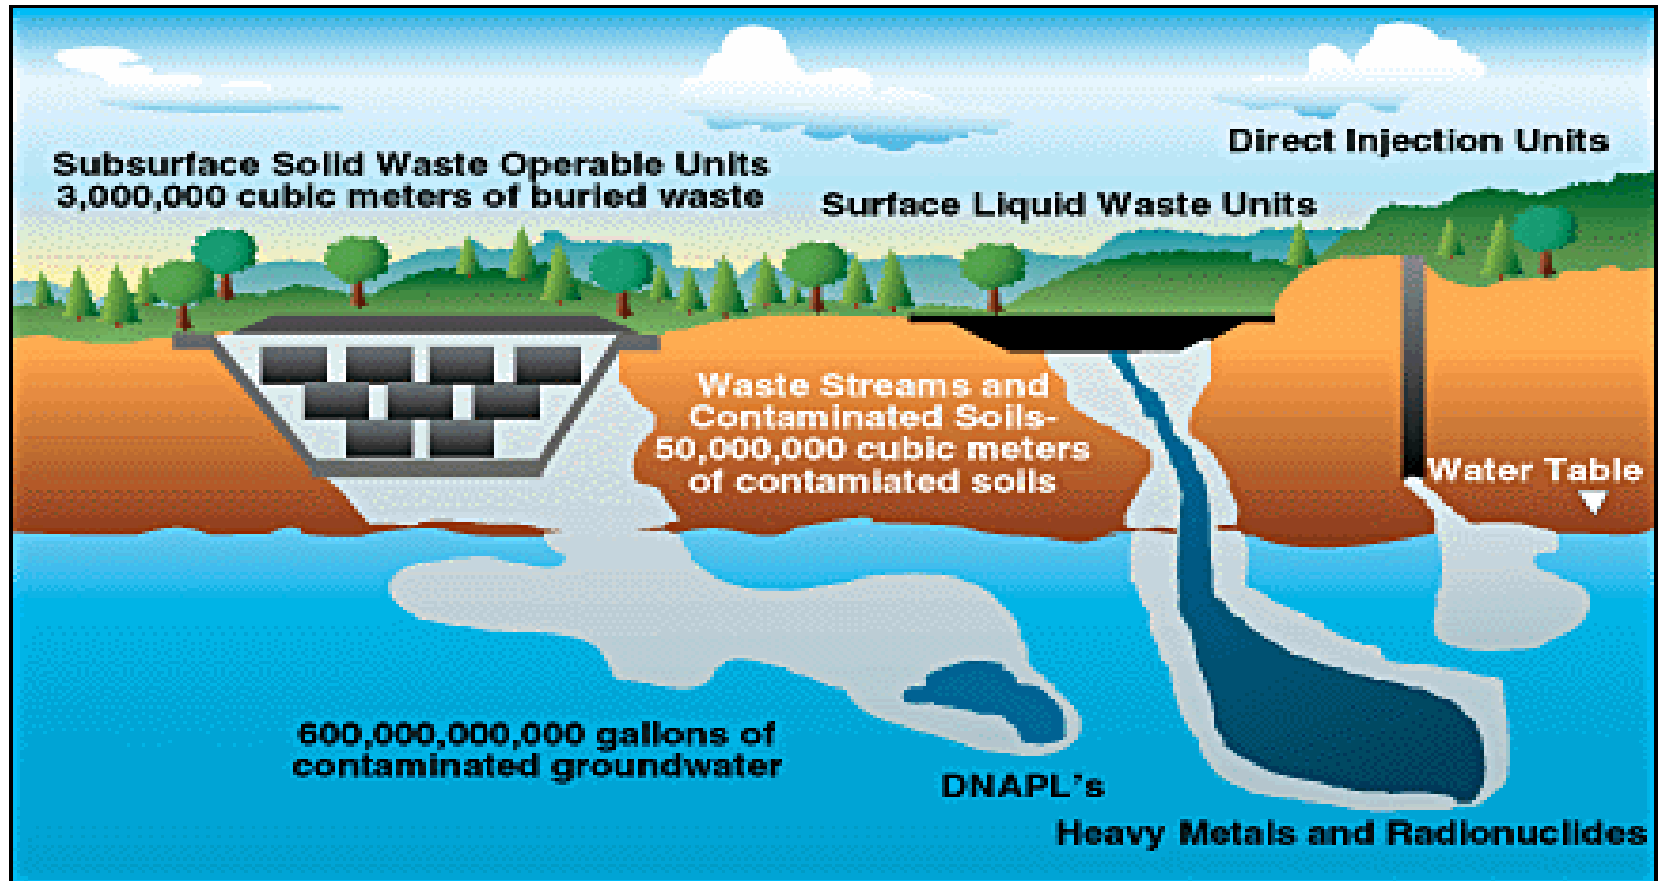 Direct Injection Units
Subsurface Solid Waste Operable Units
3,000,000 cubic meters of buried waste
Surface Liquid Waste Units
Waste Streams and
Contaminated Soils-
50,000,000 cubic meters
of contamiated soils
Water Table
600,000,000,000 gallons of
contaminated groundwater
DNAPL's
Heavy Metals and Radionuclides